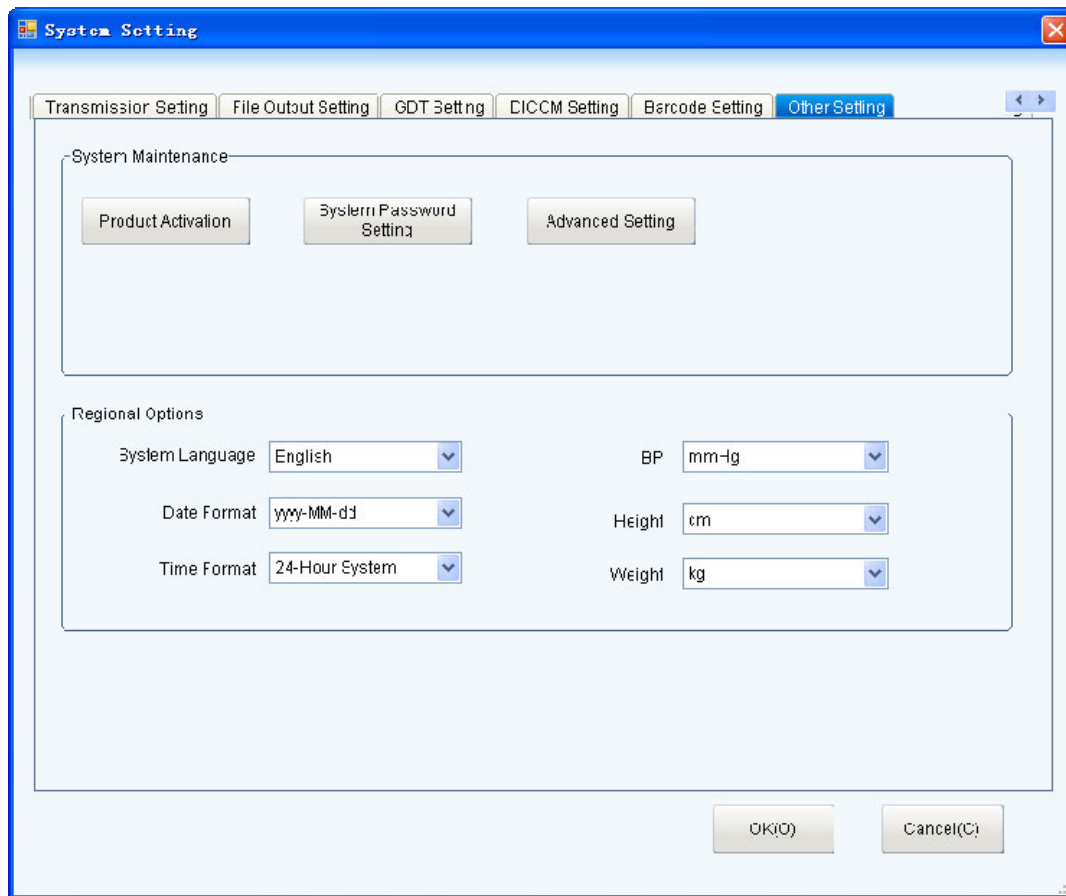 System Setting
Transmission Setting File Output Setting GDT Setting DICOM Setting Barcode Setting Other Setting
System Maintenance
Product Activation System Password Advanced Setting
Setting
Regional Options
System Language English BP mmHg
Date Format yyyy-MM-dd Height cm
Time Format 24-Hour System Weight kg
OK(O) Cancel(C)